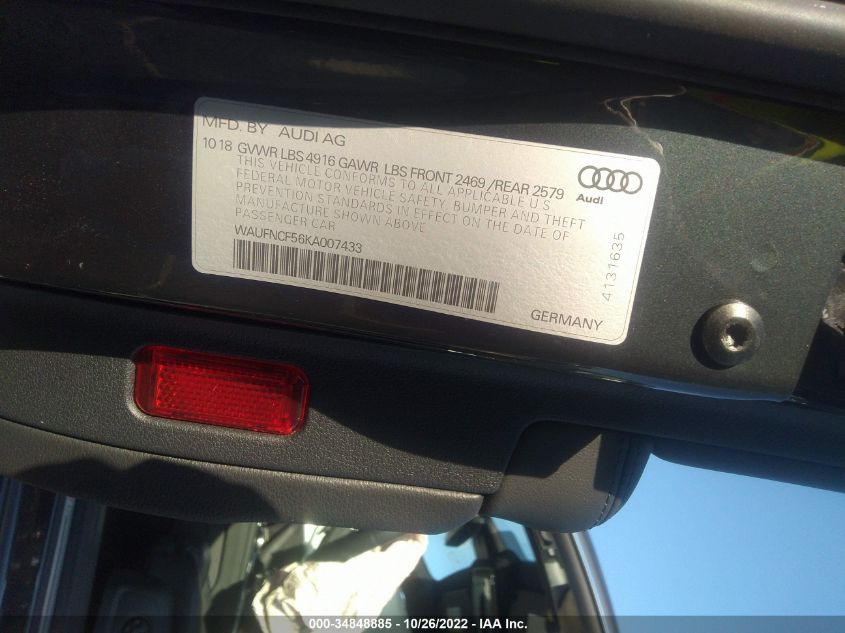 MFD. BY AUDI AG
10 18 GVWR LBS 4916 GAWR LBS FRONT 2469 /REAR 2579
THIS VEHICLE CONFORMS TO ALL APPLICABLE U S
FEDERAL MOTOR VEHICLE SAFETY, BUMPER AND THEFT
PREVENTION STANDARDS IN EFFECT ON THE DATE OF
MANUFACTURE SHOWN ABOVE
PASSENGER CAR
WAUFNCF56KA007433
GERMANY
Audi
4131635
000-34848885 - 10/26/2022 - IAA Inc.